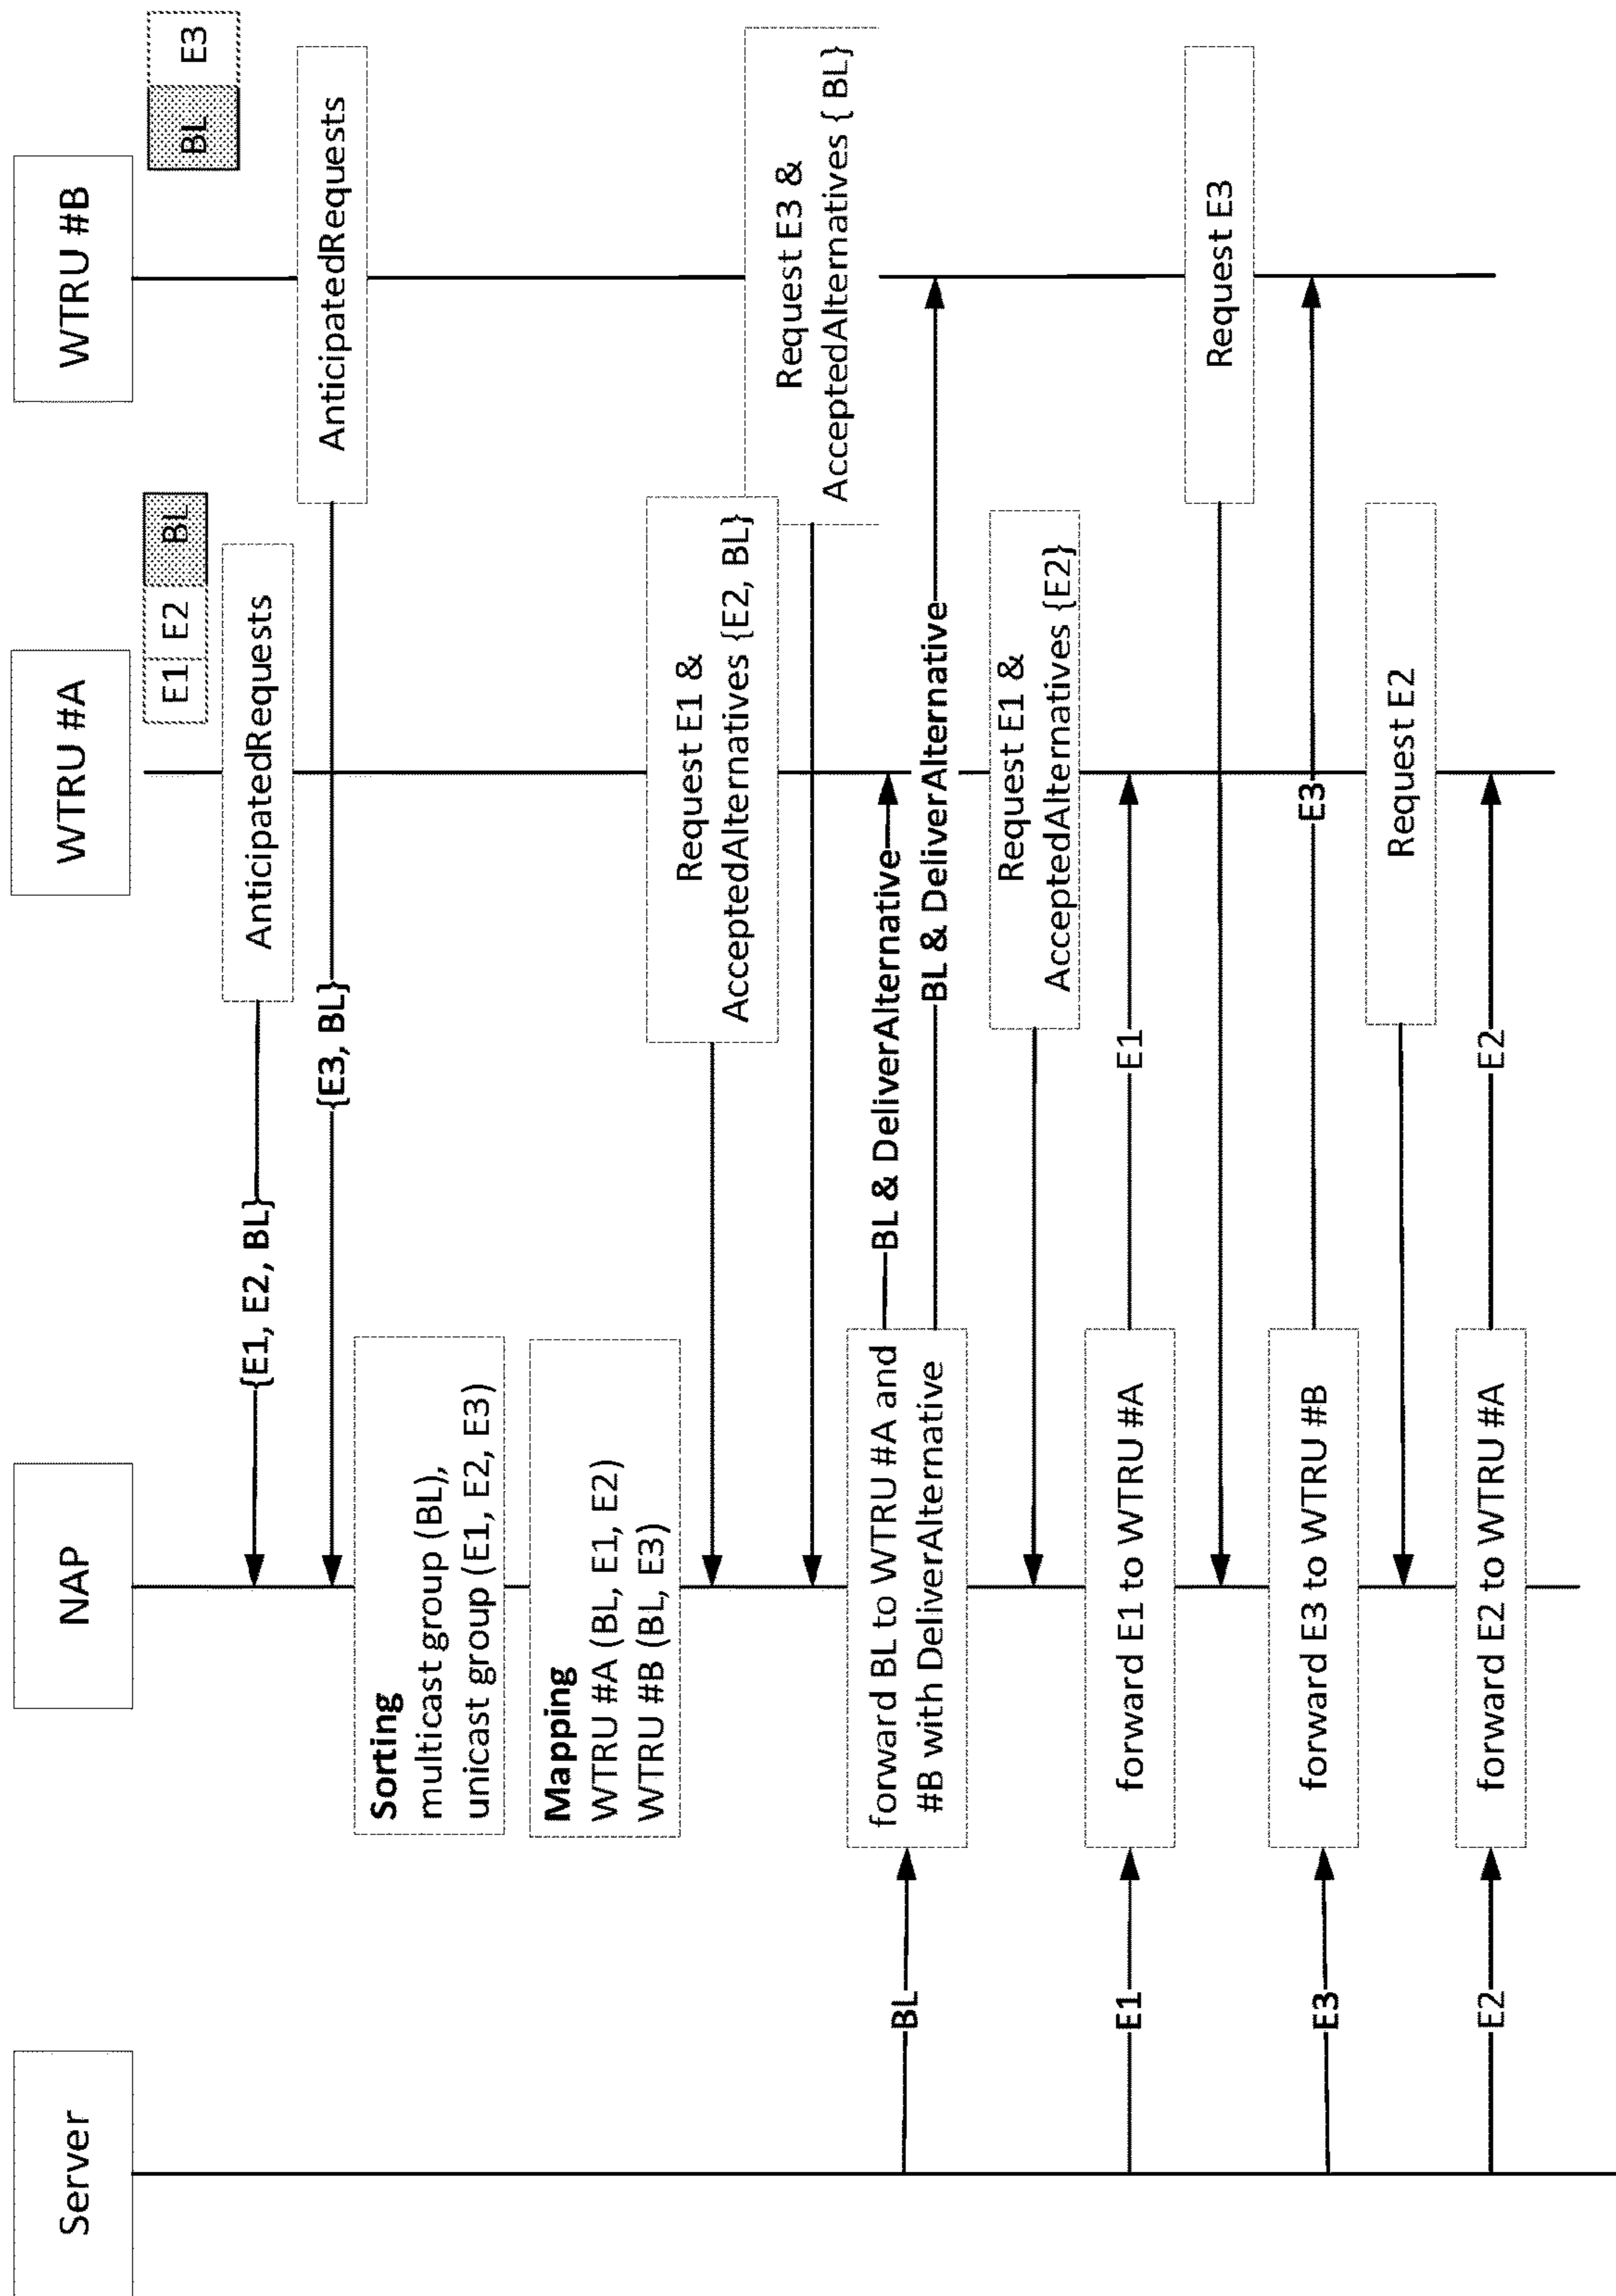 Server
NAP
WTRU #A
WTRU #B
E1 E2 BL
BL E3
AnticipatedRequests
{E1, E2, BL}
AnticipatedRequests
{E3, BL}
Sorting
multicast group (BL),
unicast group (E1, E2, E3)
Mapping
WTRU #A (BL, E1, E2)
WTRU #B (BL, E3)
Request E1 &
AcceptedAlternatives {E2, BL}
Request E3 &
AcceptedAlternatives { BL}
BL
forward BL to WTRU #A and
#B with DeliverAlternative
BL & DeliverAlternative
BL & DeliverAlternative
Request E1 &
AcceptedAlternatives {E2}
E1
forward E1 to WTRU #A
E1
Request E3
E3
forward E3 to WTRU #B
E3
Request E2
E2
forward E2 to WTRU #A
E2